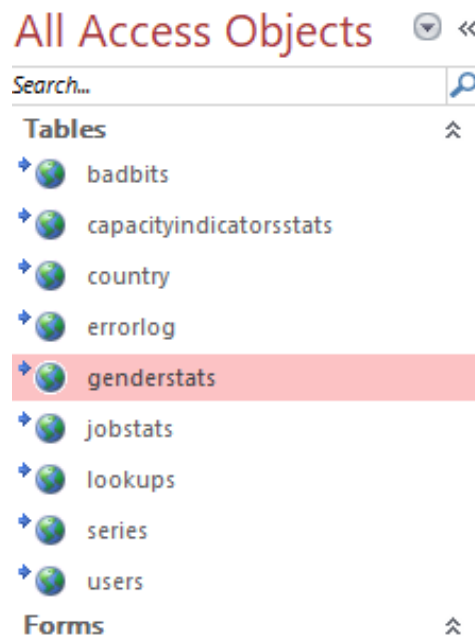 All Access Objects
Search...
Tables
badbits
capacityindicatorsstats
country
errorlog
genderstats
jobstats
lookups
series
users
Forms